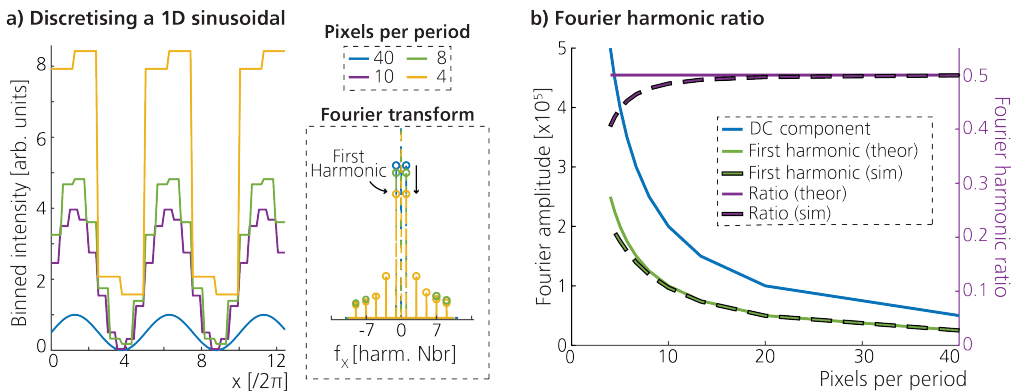 a) Discretising a 1D sinusoidal
Binned intensity [arb. units]
8
6
4
2
0
0 4 8 12
x [/2π]
Pixels per period
40 8
10 4
Fourier transform
First
Harmonic
-7 0 7
fx [harm. Nbr]
b) Fourier harmonic ratio
Fourier amplitude [x10⁵]
5
4
3
2
1
0
0 10 20 30 40
Pixels per period
DC component
First harmonic (theor)
First harmonic (sim)
Ratio (theor)
Ratio (sim)
0.5
0.4
0.3
0.2
0.1
0
Fourier harmonic ratio